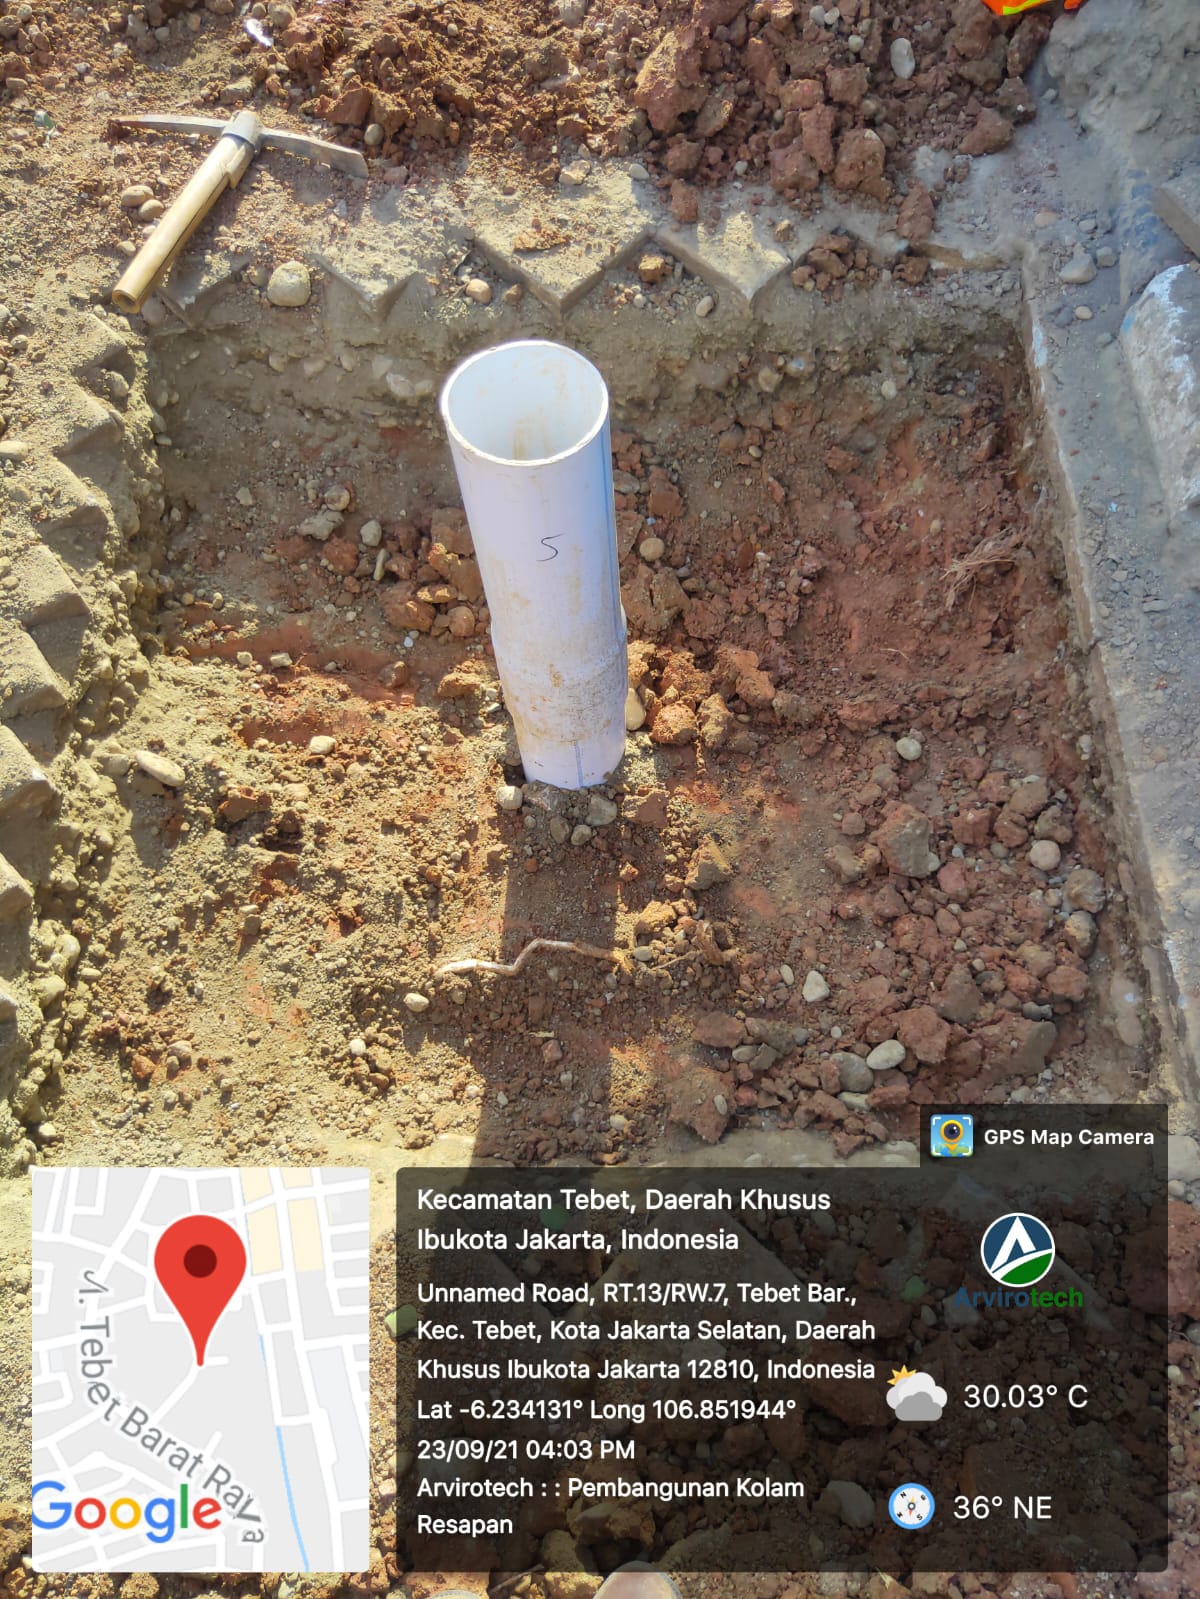 5
GPS Map Camera
Kecamatan Tebet, Daerah Khusus
Ibukota Jakarta, Indonesia
Arvirotech
Unnamed Road, RT.13/RW.7, Tebet Bar.,
Kec. Tebet, Kota Jakarta Selatan, Daerah
Khusus Ibukota Jakarta 12810, Indonesia
Lat -6.234131° Long 106.851944°
23/09/21 04:03 PM
Arvirotech : : Pembangunan Kolam
Resapan
30.03° C
36° NE
Jl. Tebet Barat Raya
Google